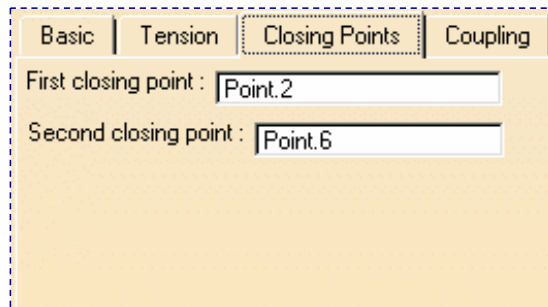 Basic Tension Closing Points Coupling
First closing point : Point.2
Second closing point : Point.6